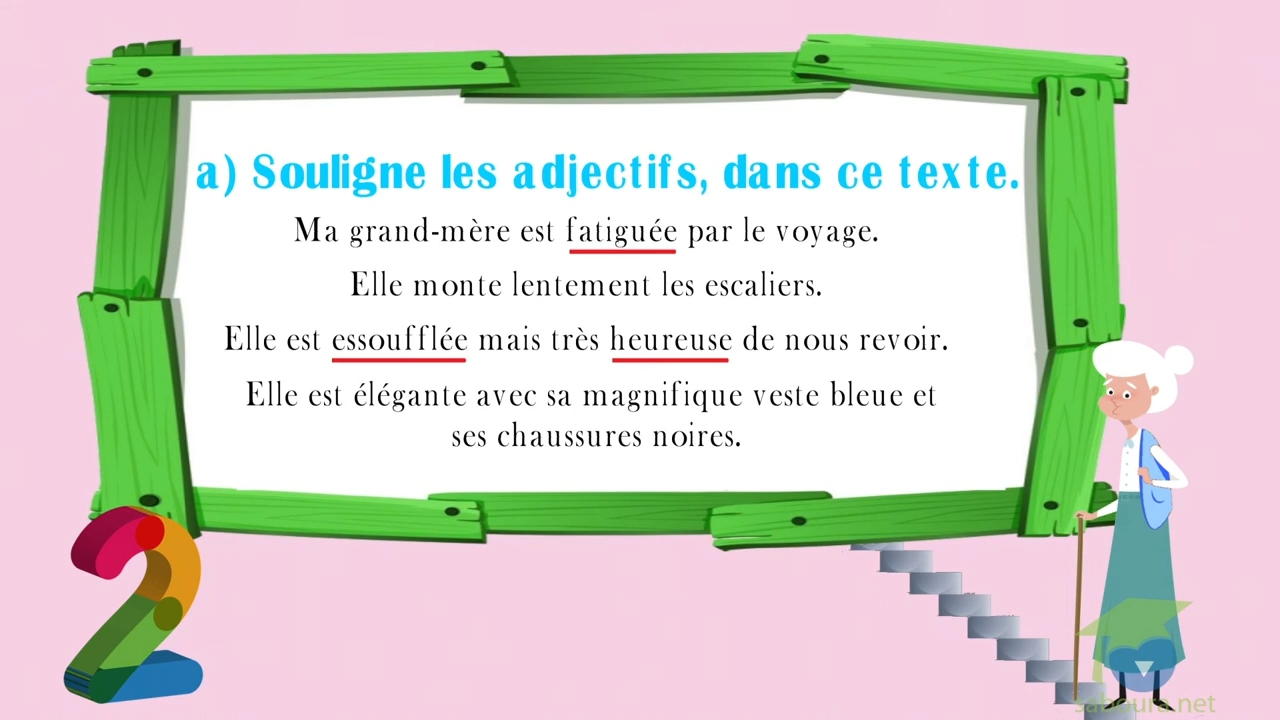 a) Souligne les adjectifs, dans ce texte.
Ma grand-mère est fatiguée par le voyage.
Elle monte lentement les escaliers.
Elle est essoufflée mais très heureuse de nous revoir.
Elle est élégante avec sa magnifique veste bleue et
ses chaussures noires.
2
saboura.net